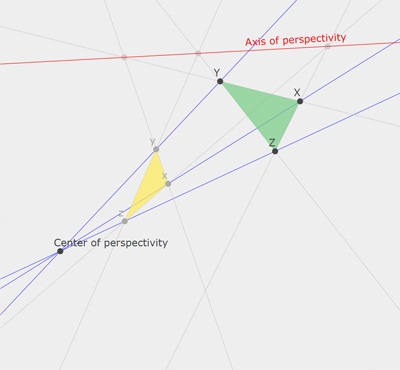 Axis of perspectivity
Y
X
Z
y
x
z
Center of perspectivity